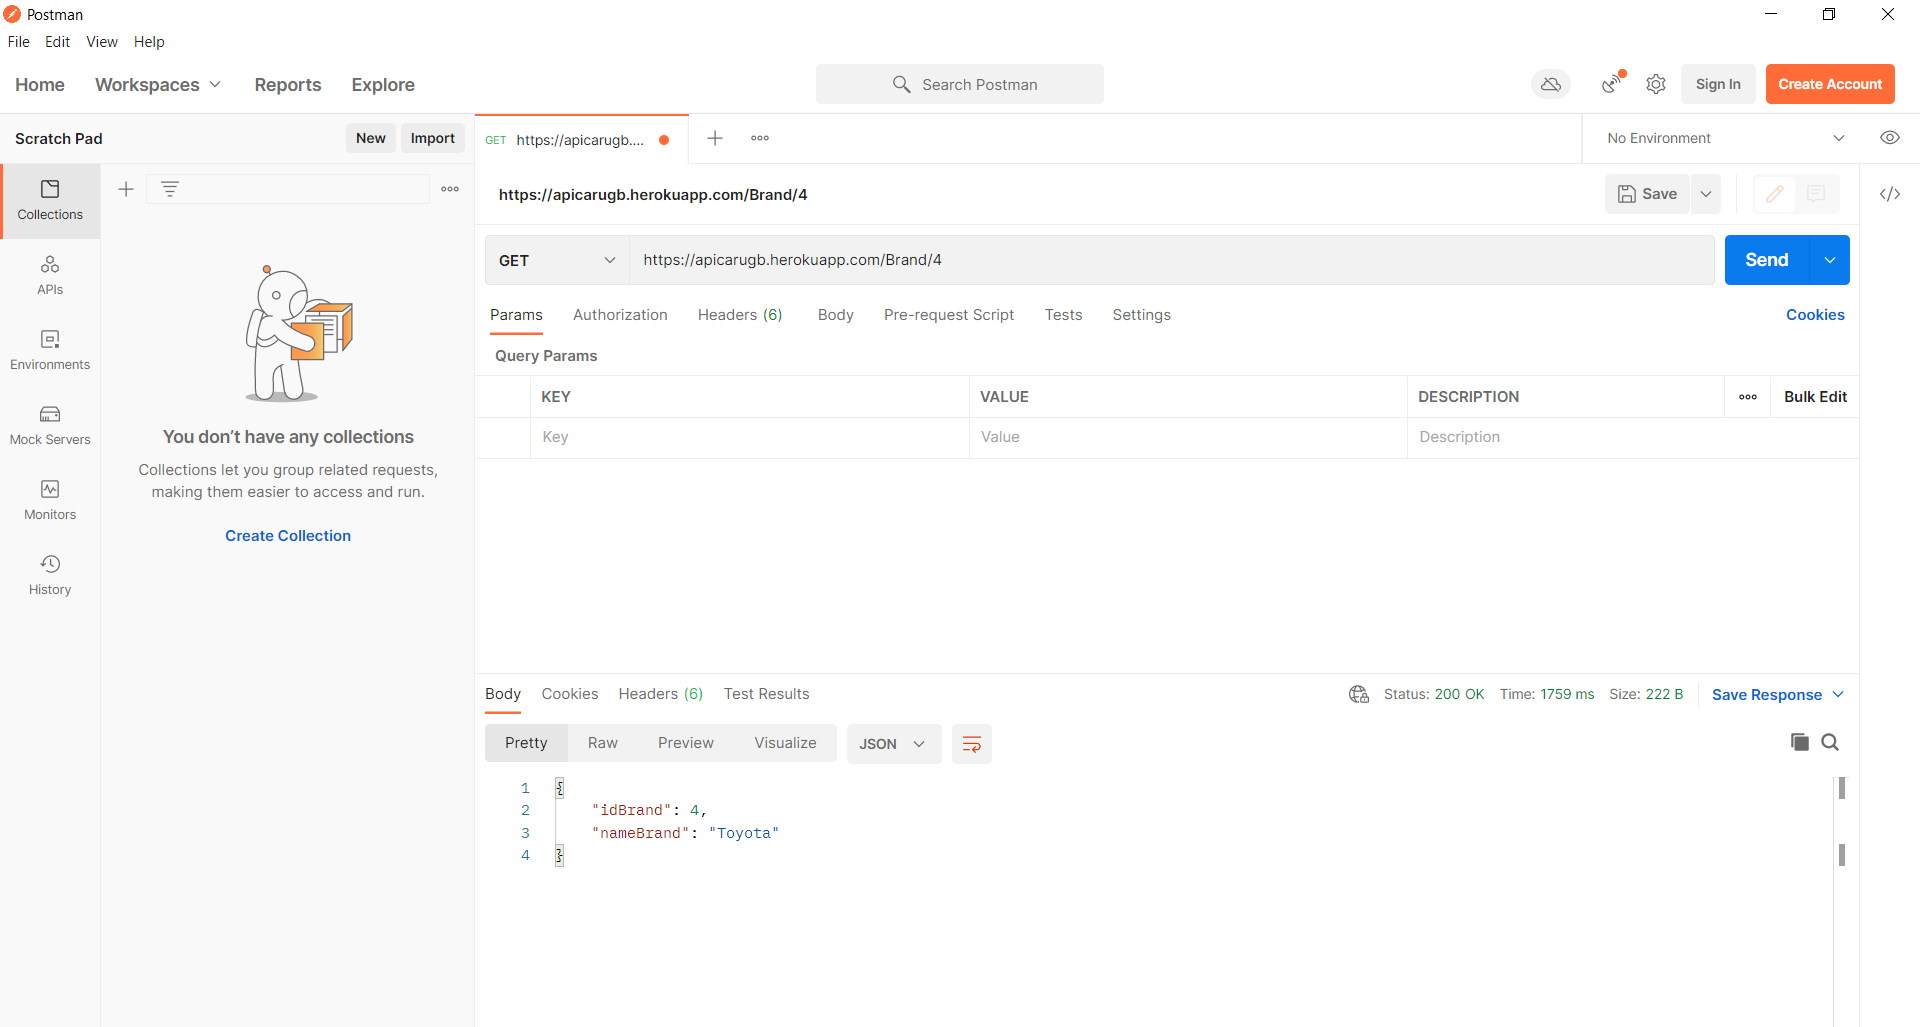 Postman
File Edit View Help
Home Workspaces Reports Explore
Search Postman
Sign In Create Account
Scratch Pad New Import
GET https://apicarugb....
No Environment
Collections
APIs
Environments
Mock Servers
Monitors
History
You don’t have any collections
Collections let you group related requests,
making them easier to access and run.
Create Collection
https://apicarugb.herokuapp.com/Brand/4
Save
GET https://apicarugb.herokuapp.com/Brand/4
Send
Params Authorization Headers (6) Body Pre-request Script Tests Settings
Cookies
Query Params
KEY VALUE DESCRIPTION Bulk Edit
Key Value Description
Body Cookies Headers (6) Test Results
Status: 200 OK Time: 1759 ms Size: 222 B Save Response
Pretty Raw Preview Visualize JSON
1 {
2 "idBrand": 4,
3 "nameBrand": "Toyota"
4 }